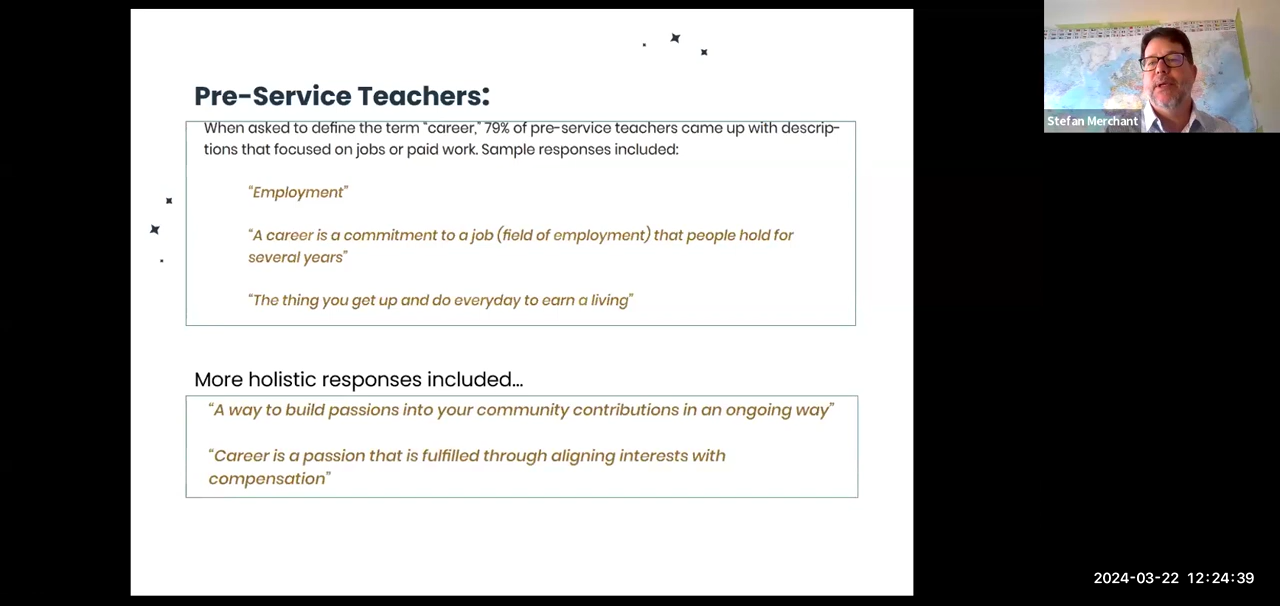 Pre-Service Teachers:
When asked to define the term "career," 79% of pre-service teachers came up with descrip-
tions that focused on jobs or paid work. Sample responses included:
"Employment"
"A career is a commitment to a job (field of employment) that people hold for
several years"
"The thing you get up and do everyday to earn a living"
More holistic responses included...
"A way to build passions into your community contributions in an ongoing way"
"Career is a passion that is fulfilled through aligning interests with
compensation"
Stefan Merchant
2024-03-22 12:24:39